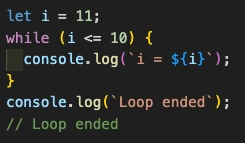 let i = 11;
while (i <= 10) {
  console.log(`i = ${i}`);
}
console.log(`Loop ended`);
// Loop ended